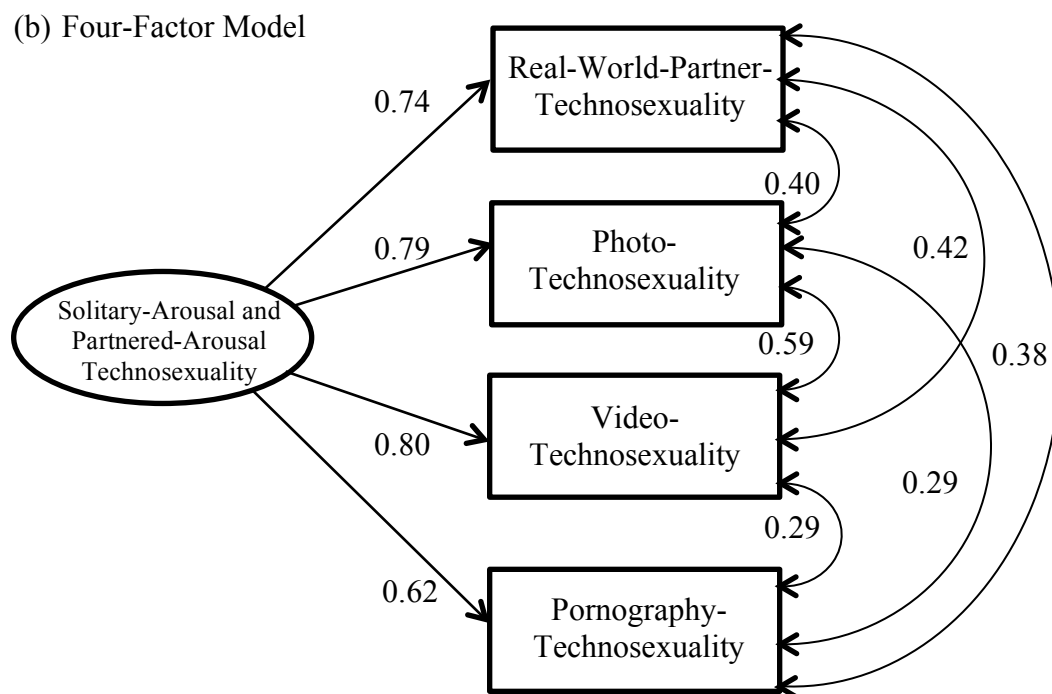 (b) Four-Factor Model
Real-World-Partner-
Technosexuality
0.74
0.40
Photo-
Technosexuality
0.79
0.42
Solitary-Arousal and
Partnered-Arousal
Technosexuality
0.59
0.38
Video-
Technosexuality
0.80
0.29
0.29
0.62
Pornography-
Technosexuality